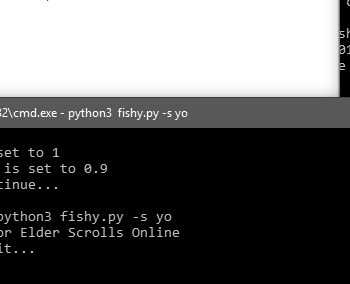 sh
01
e
82\cmd.exe - python3 fishy.py -s yo
set to 1
is set to 0.9
tinue...
python3 fishy.py -s yo
or Elder Scrolls Online
it...